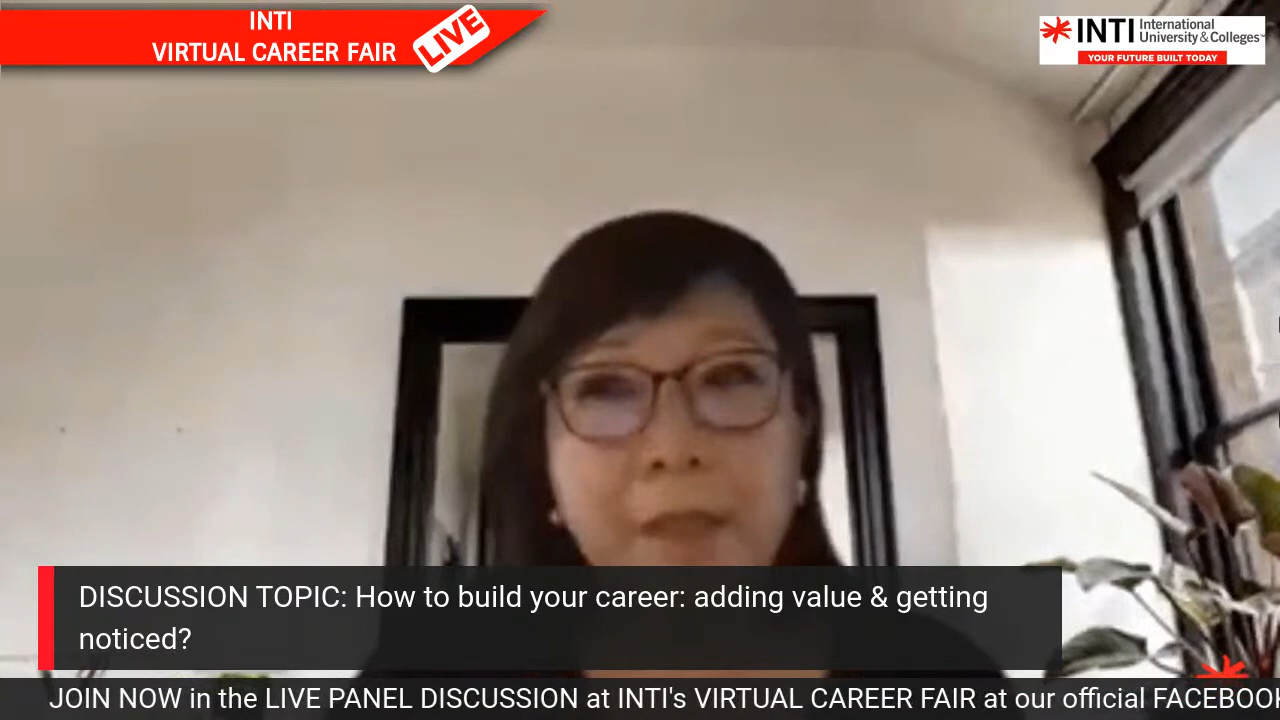 INTI
VIRTUAL CAREER FAIR
LIVE
INTI International
University & Colleges
YOUR FUTURE BUILT TODAY
DISCUSSION TOPIC: How to build your career: adding value & getting
noticed?
JOIN NOW in the LIVE PANEL DISCUSSION at INTI's VIRTUAL CAREER FAIR at our official FACEBOOK